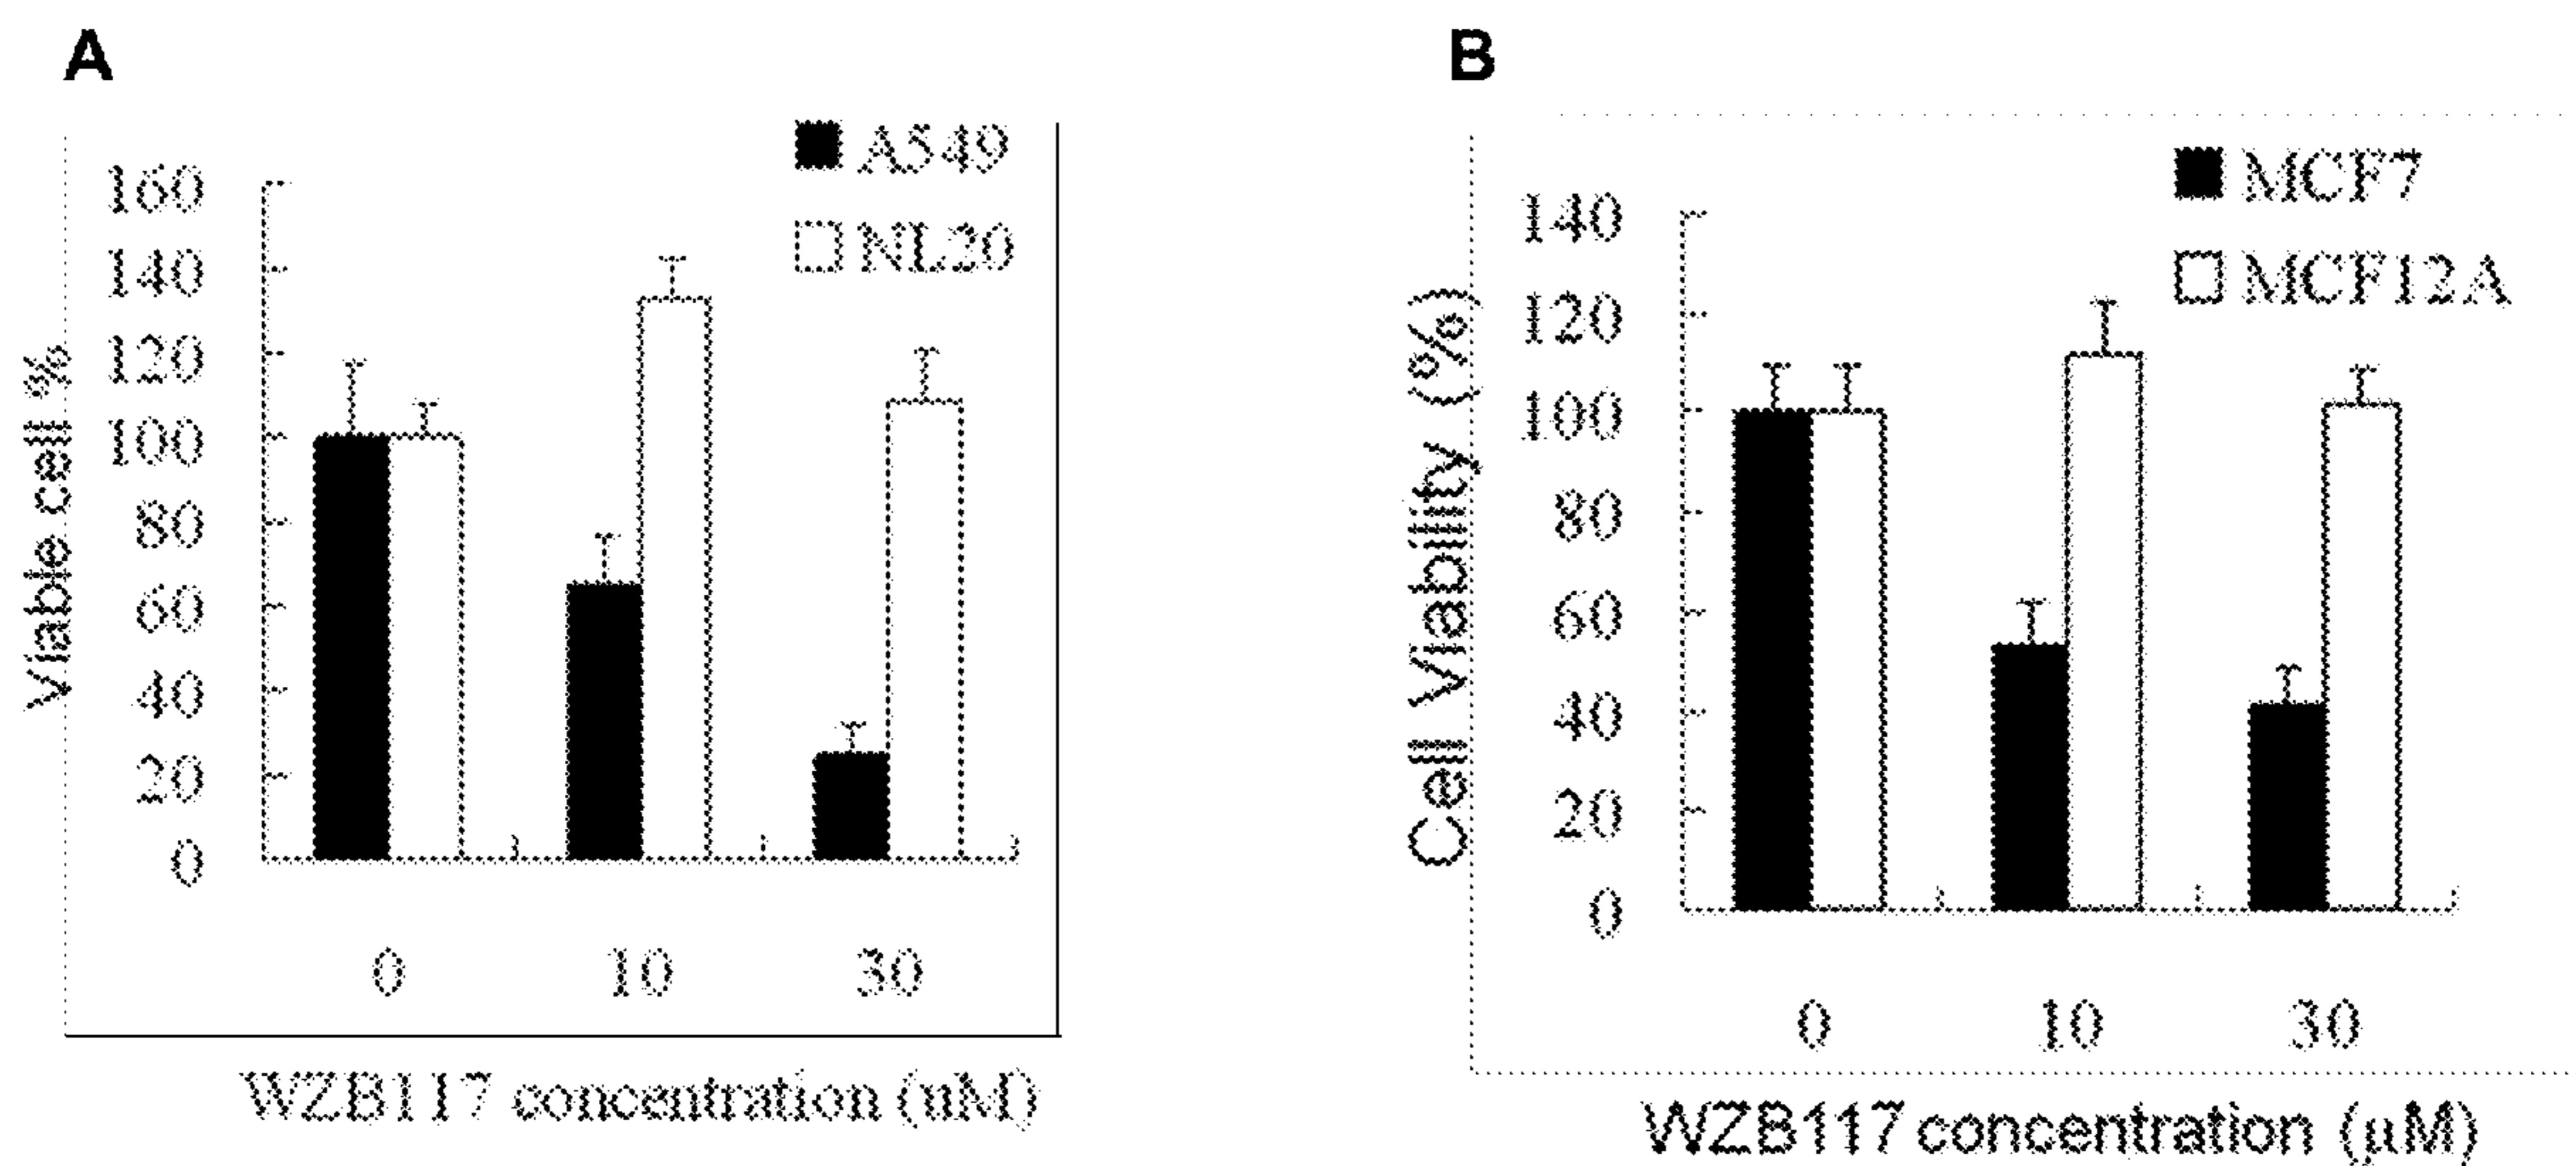 A
A549
NL20
Viable cell %
160
140
120
100
80
60
40
20
0
0 10 30
WZB117 concentration (uM)
B
MCF7
MCF12A
Cell Viability (%)
140
120
100
80
60
40
20
0
0 10 30
WZB117 concentration (μM)